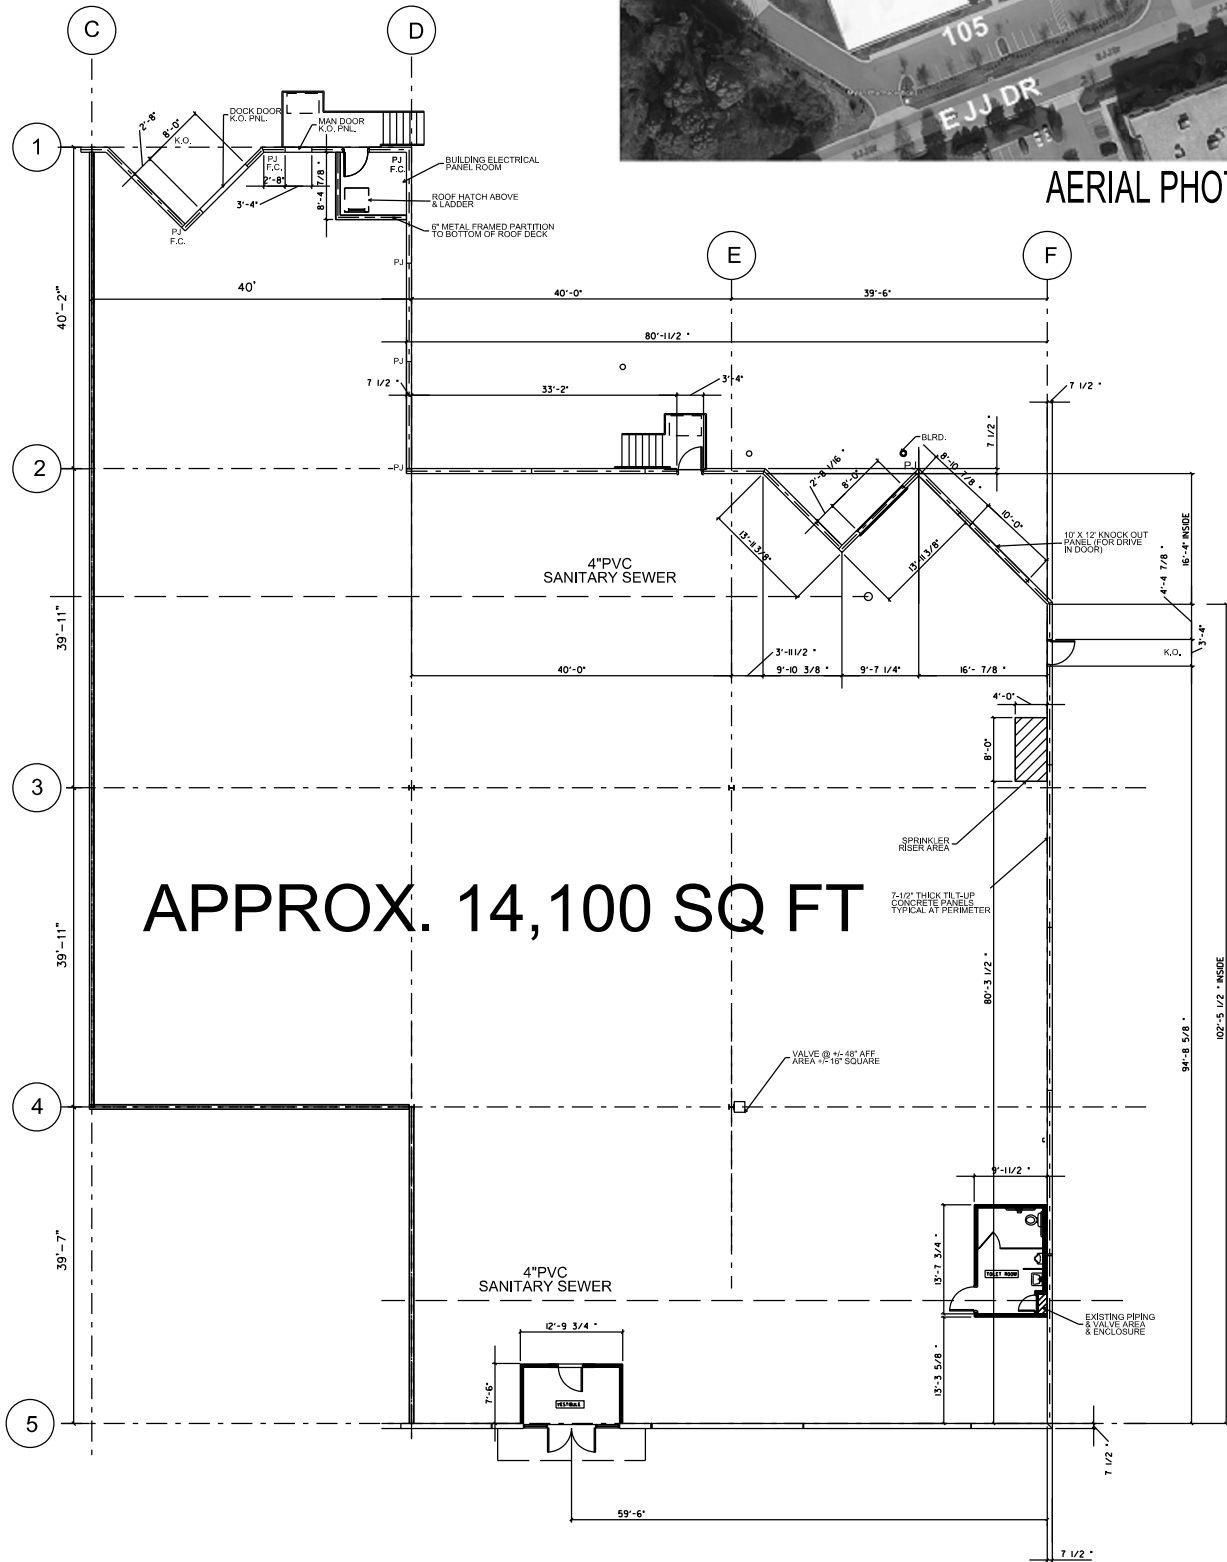 C
D
105
EJJ DR
EJJ Dr
AERIAL PHOT
1
2'-8"
8'-0"
K.O.
DOCK DOOR
K.O. PNL.
L
MAN DOOR
K.O. PNL.
PJ
F.C.
2'-8"
3'-4"
8'-4 7/8 "
PJ
F.C.
PJ
F.C.
BUILDING ELECTRICAL
PANEL ROOM
ROOF HATCH ABOVE
& LADDER
6" METAL FRAMED PARTITION
TO BOTTOM OF ROOF DECK
E
F
PJ
40'-2"
40'
40'-0"
39'-6"
80'-11/2 "
PJ
7 1/2 "
33'-2"
3'-4"
7 1/2 "
2
PJ
BLRD.
PJ
7 1/2 "
2'-8 1/16 "
8'-0"
8'-10 7/8 "
10'-0"
13'-11 3/8"
13'-11 3/8"
10' X 12' KNOCK OUT
PANEL (FOR DRIVE
IN DOOR)
16'-4" INSIDE
4'-4 7/8 "
3'-4"
K.O.
4"PVC
SANITARY SEWER
39'-11"
3'-11/2 "
40'-0"
9'-10 3/8 "
9'-7 1/4"
16'- 7/8 "
4'-0"
8'-0"
3
SPRINKLER
RISER AREA
APPROX. 14,100 SQ FT
7-1/2" THICK TILT-UP
CONCRETE PANELS
TYPICAL AT PERIMETER
39'-11"
80'-3 1/2 "
102'-5 1/2 " INSIDE
94'-8 5/8 "
VALVE @ +/- 48" AFF
AREA +/- 16" SQUARE
4
9'-11/2 "
39'-7"
13'-7 3/4 "
TOILET ROOM
4"PVC
SANITARY SEWER
EXISTING PIPING
& VALVE AREA
& ENCLOSURE
12'-9 3/4 "
7'-6"
VESTIBULE
13'-3 5/8 "
5
7 1/2 "
59'-6"
7 1/2 "